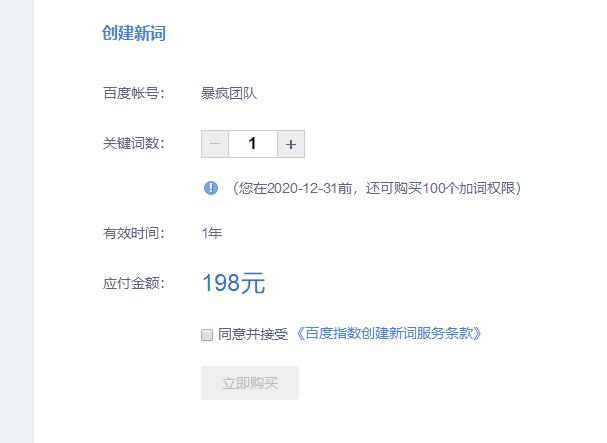 创建新词
百度帐号： 暴疯团队
关键词数： － 1 +
! （您在2020-12-31前，还可购买100个加词权限）
有效时间： 1年
应付金额： 198元
同意并接受 《百度指数创建新词服务条款》
立即购买